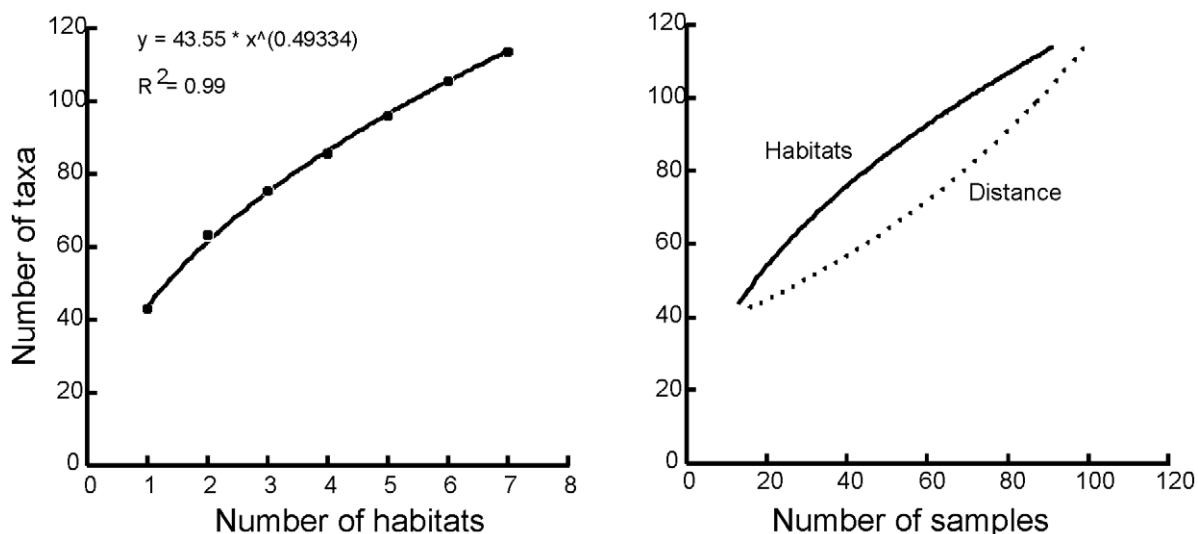 120
y = 43.55 * x^(0.49334)
R2= 0.99
100
80
60
40
20
0
0 1 2 3 4 5 6 7 8
Number of taxa
Number of habitats
120
100
80
60
40
20
0
0 20 40 60 80 100 120
Habitats
Distance
Number of samples